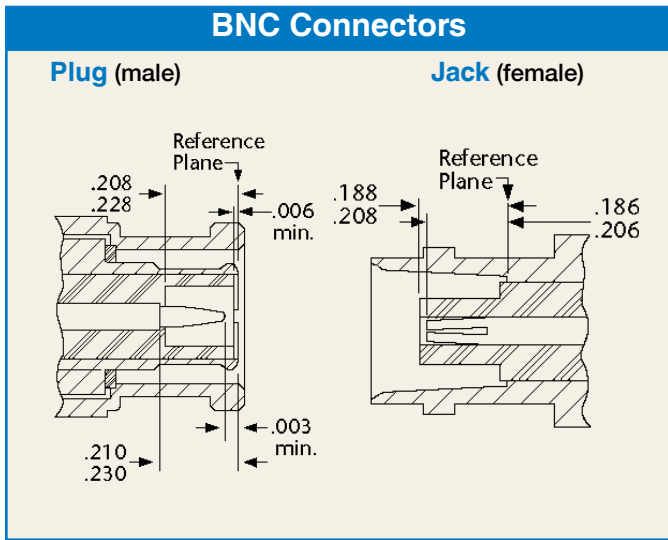 BNC Connectors
Plug (male)
Jack (female)
Reference
Plane
.208
.228
.006
min.
.003
min.
.210
.230
Reference
Plane
.188
.208
.186
.206